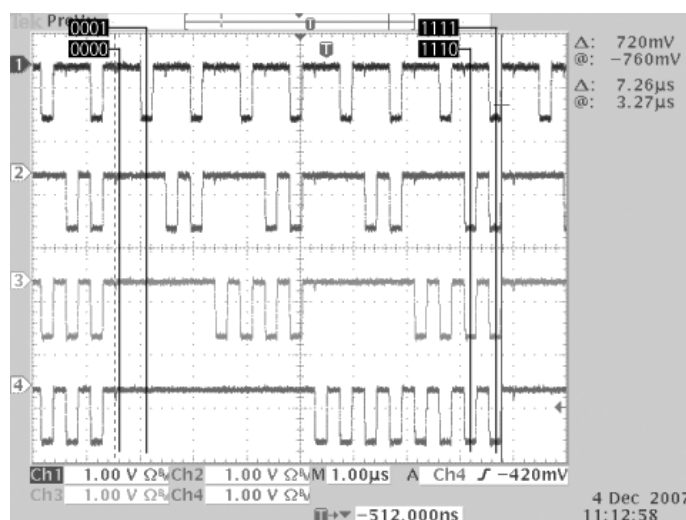 Tek PreVu
T
0001
0000
1111
1110
T
Δ: 720mV
@: −760mV
Δ: 7.26µs
@: 3.27µs
1
2
3
4
Ch1 1.00 V Ω Ch2 1.00 V Ω M 1.00µs A Ch4 −420mV
Ch3 1.00 V Ω Ch4 1.00 V Ω
T −512.000ns
4 Dec 2007
11:12:58